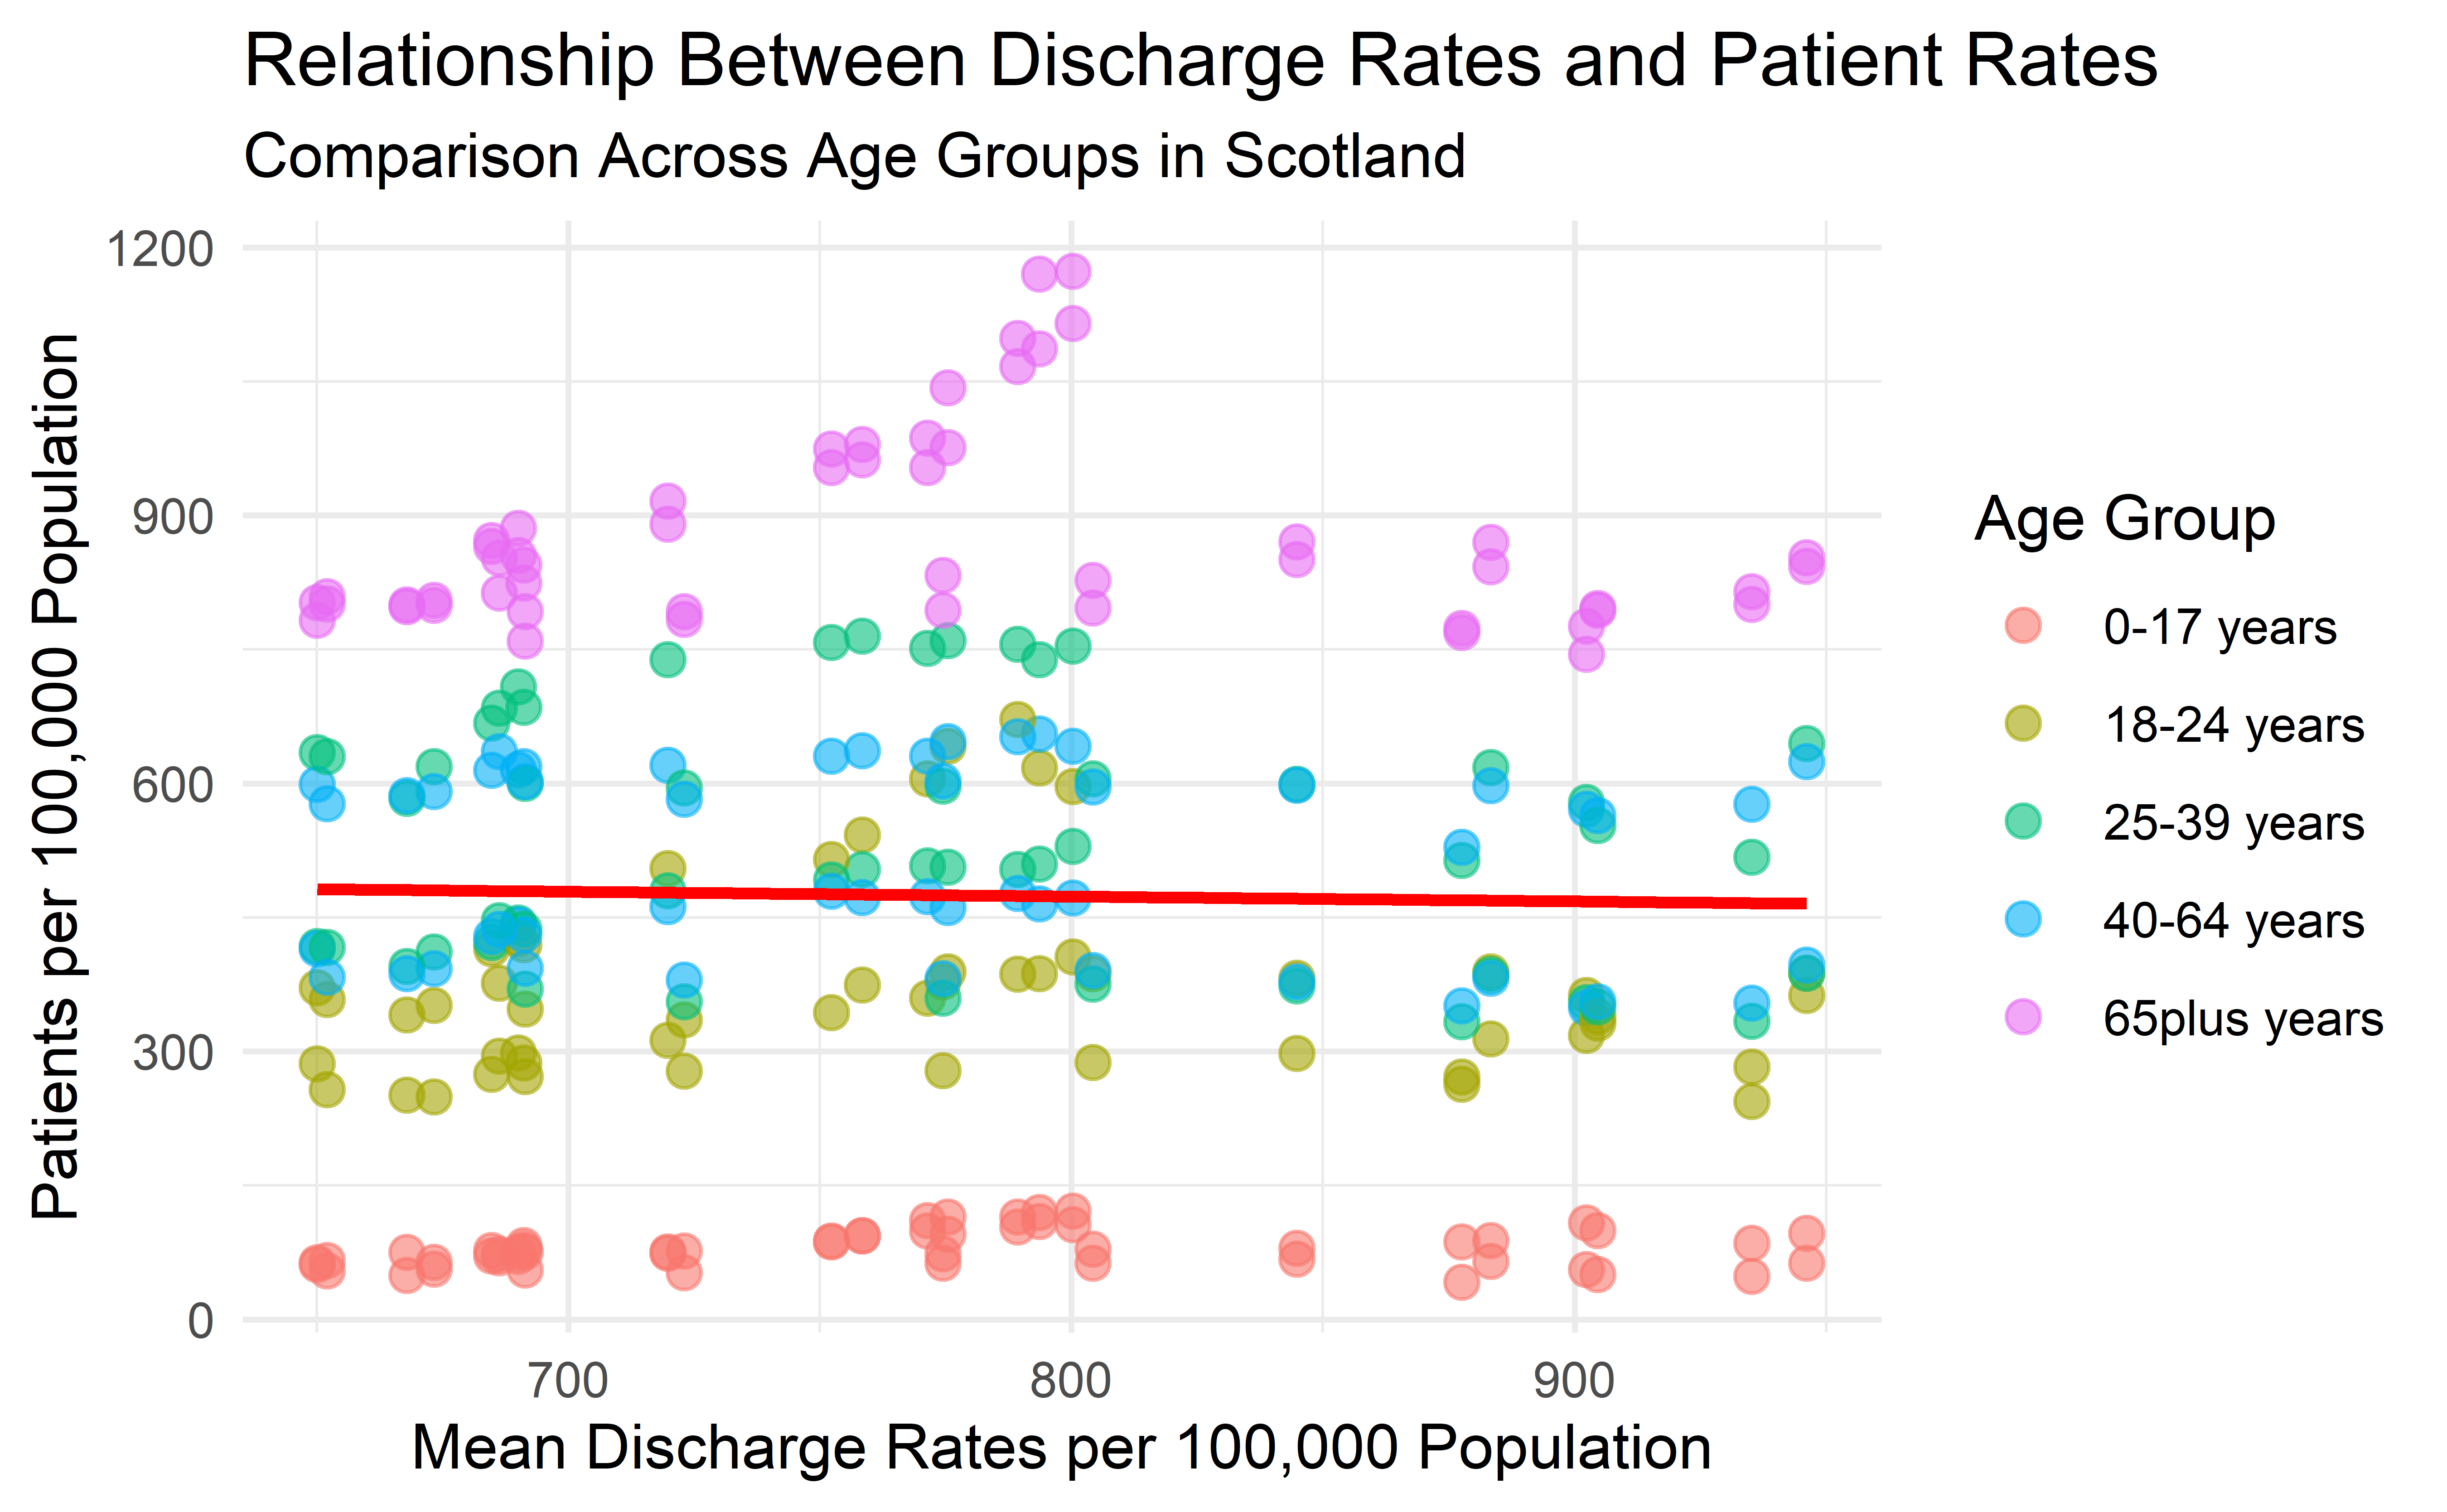 Relationship Between Discharge Rates and Patient Rates
Comparison Across Age Groups in Scotland
Patients per 100,000 Population
1200
900
600
300
0
700
800
900
Mean Discharge Rates per 100,000 Population
Age Group
0-17 years
18-24 years
25-39 years
40-64 years
65plus years